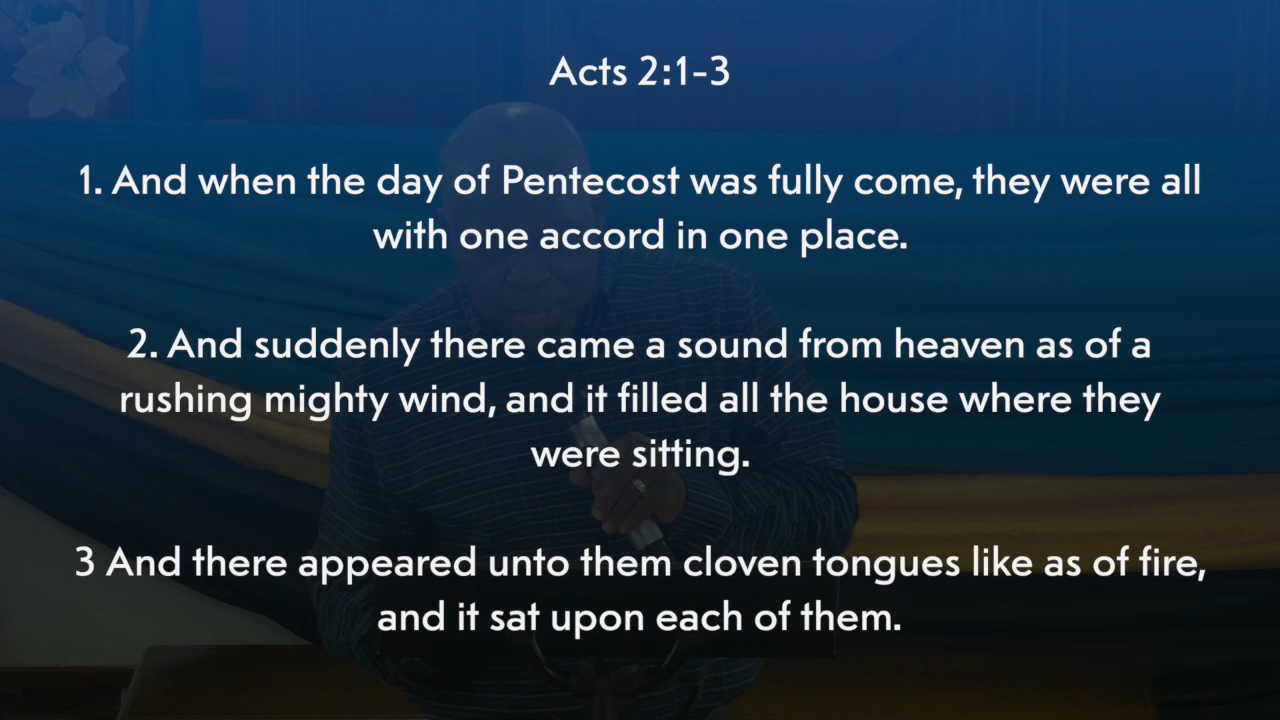 Acts 2:1-3
1. And when the day of Pentecost was fully come, they were all
with one accord in one place.
2. And suddenly there came a sound from heaven as of a
rushing mighty wind, and it filled all the house where they
were sitting.
3 And there appeared unto them cloven tongues like as of fire,
and it sat upon each of them.